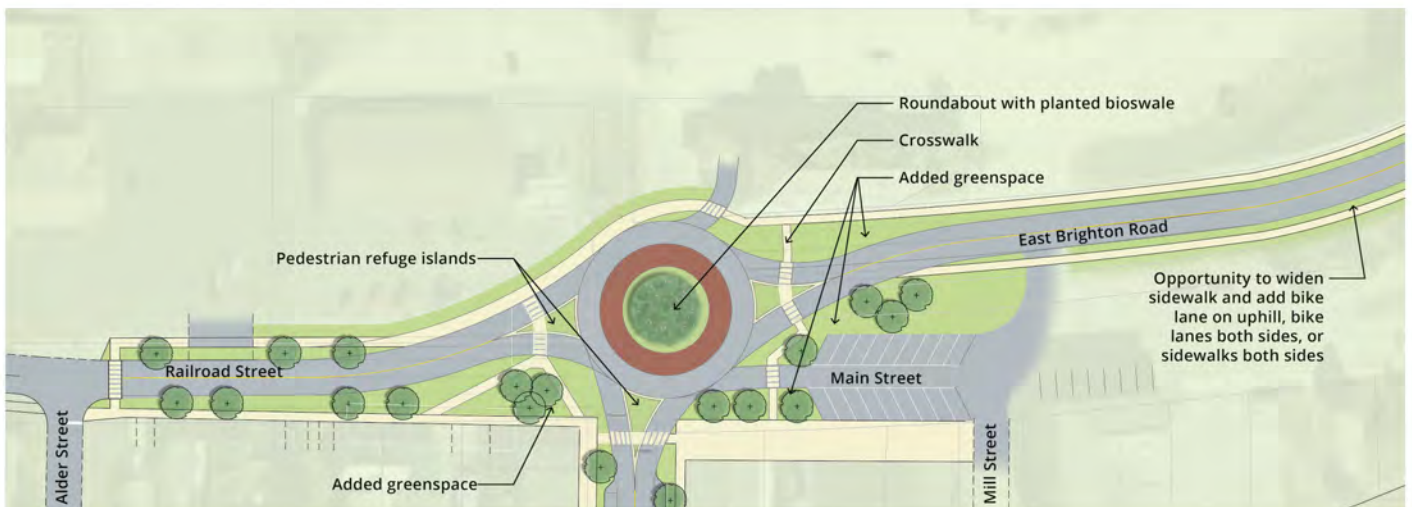 Roundabout with planted bioswale
Crosswalk
Added greenspace
East Brighton Road
Pedestrian refuge islands
Opportunity to widen
sidewalk and add bike
lane on uphill, bike
lanes both sides, or
sidewalks both sides
Railroad Street
Main Street
Alder Street
Added greenspace
Mill Street